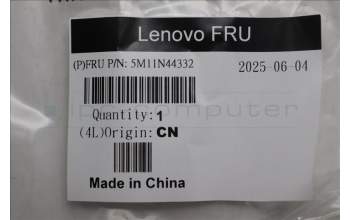 Lenovo FRU
(P)FRU P/N: 5M11N44332
2025-06-04
Quantity: 1
(4L)Origin: CN
Made in China